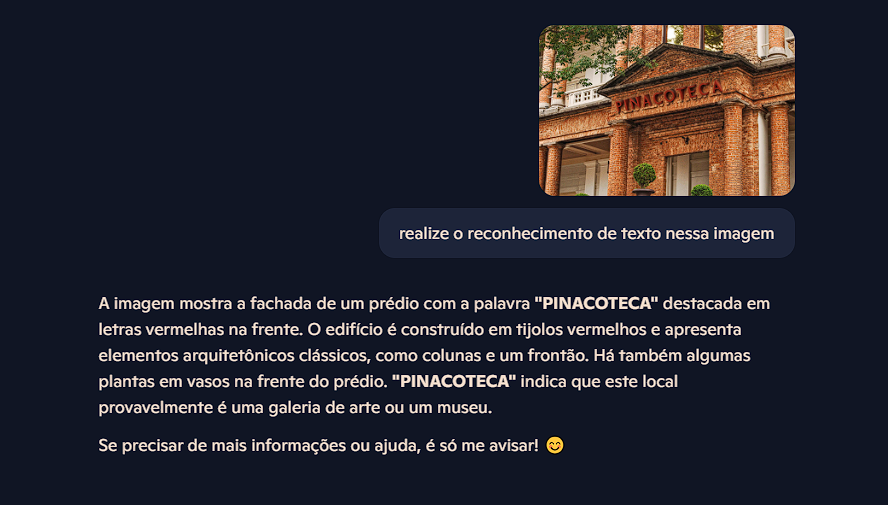 PINACOTECA
realize o reconhecimento de texto nessa imagem
A imagem mostra a fachada de um prédio com a palavra "PINACOTECA" destacada em
letras vermelhas na frente. O edifício é construído em tijolos vermelhos e apresenta
elementos arquitetônicos clássicos, como colunas e um frontão. Há também algumas
plantas em vasos na frente do prédio. "PINACOTECA" indica que este local
provavelmente é uma galeria de arte ou um museu.
Se precisar de mais informações ou ajuda, é só me avisar! 😊